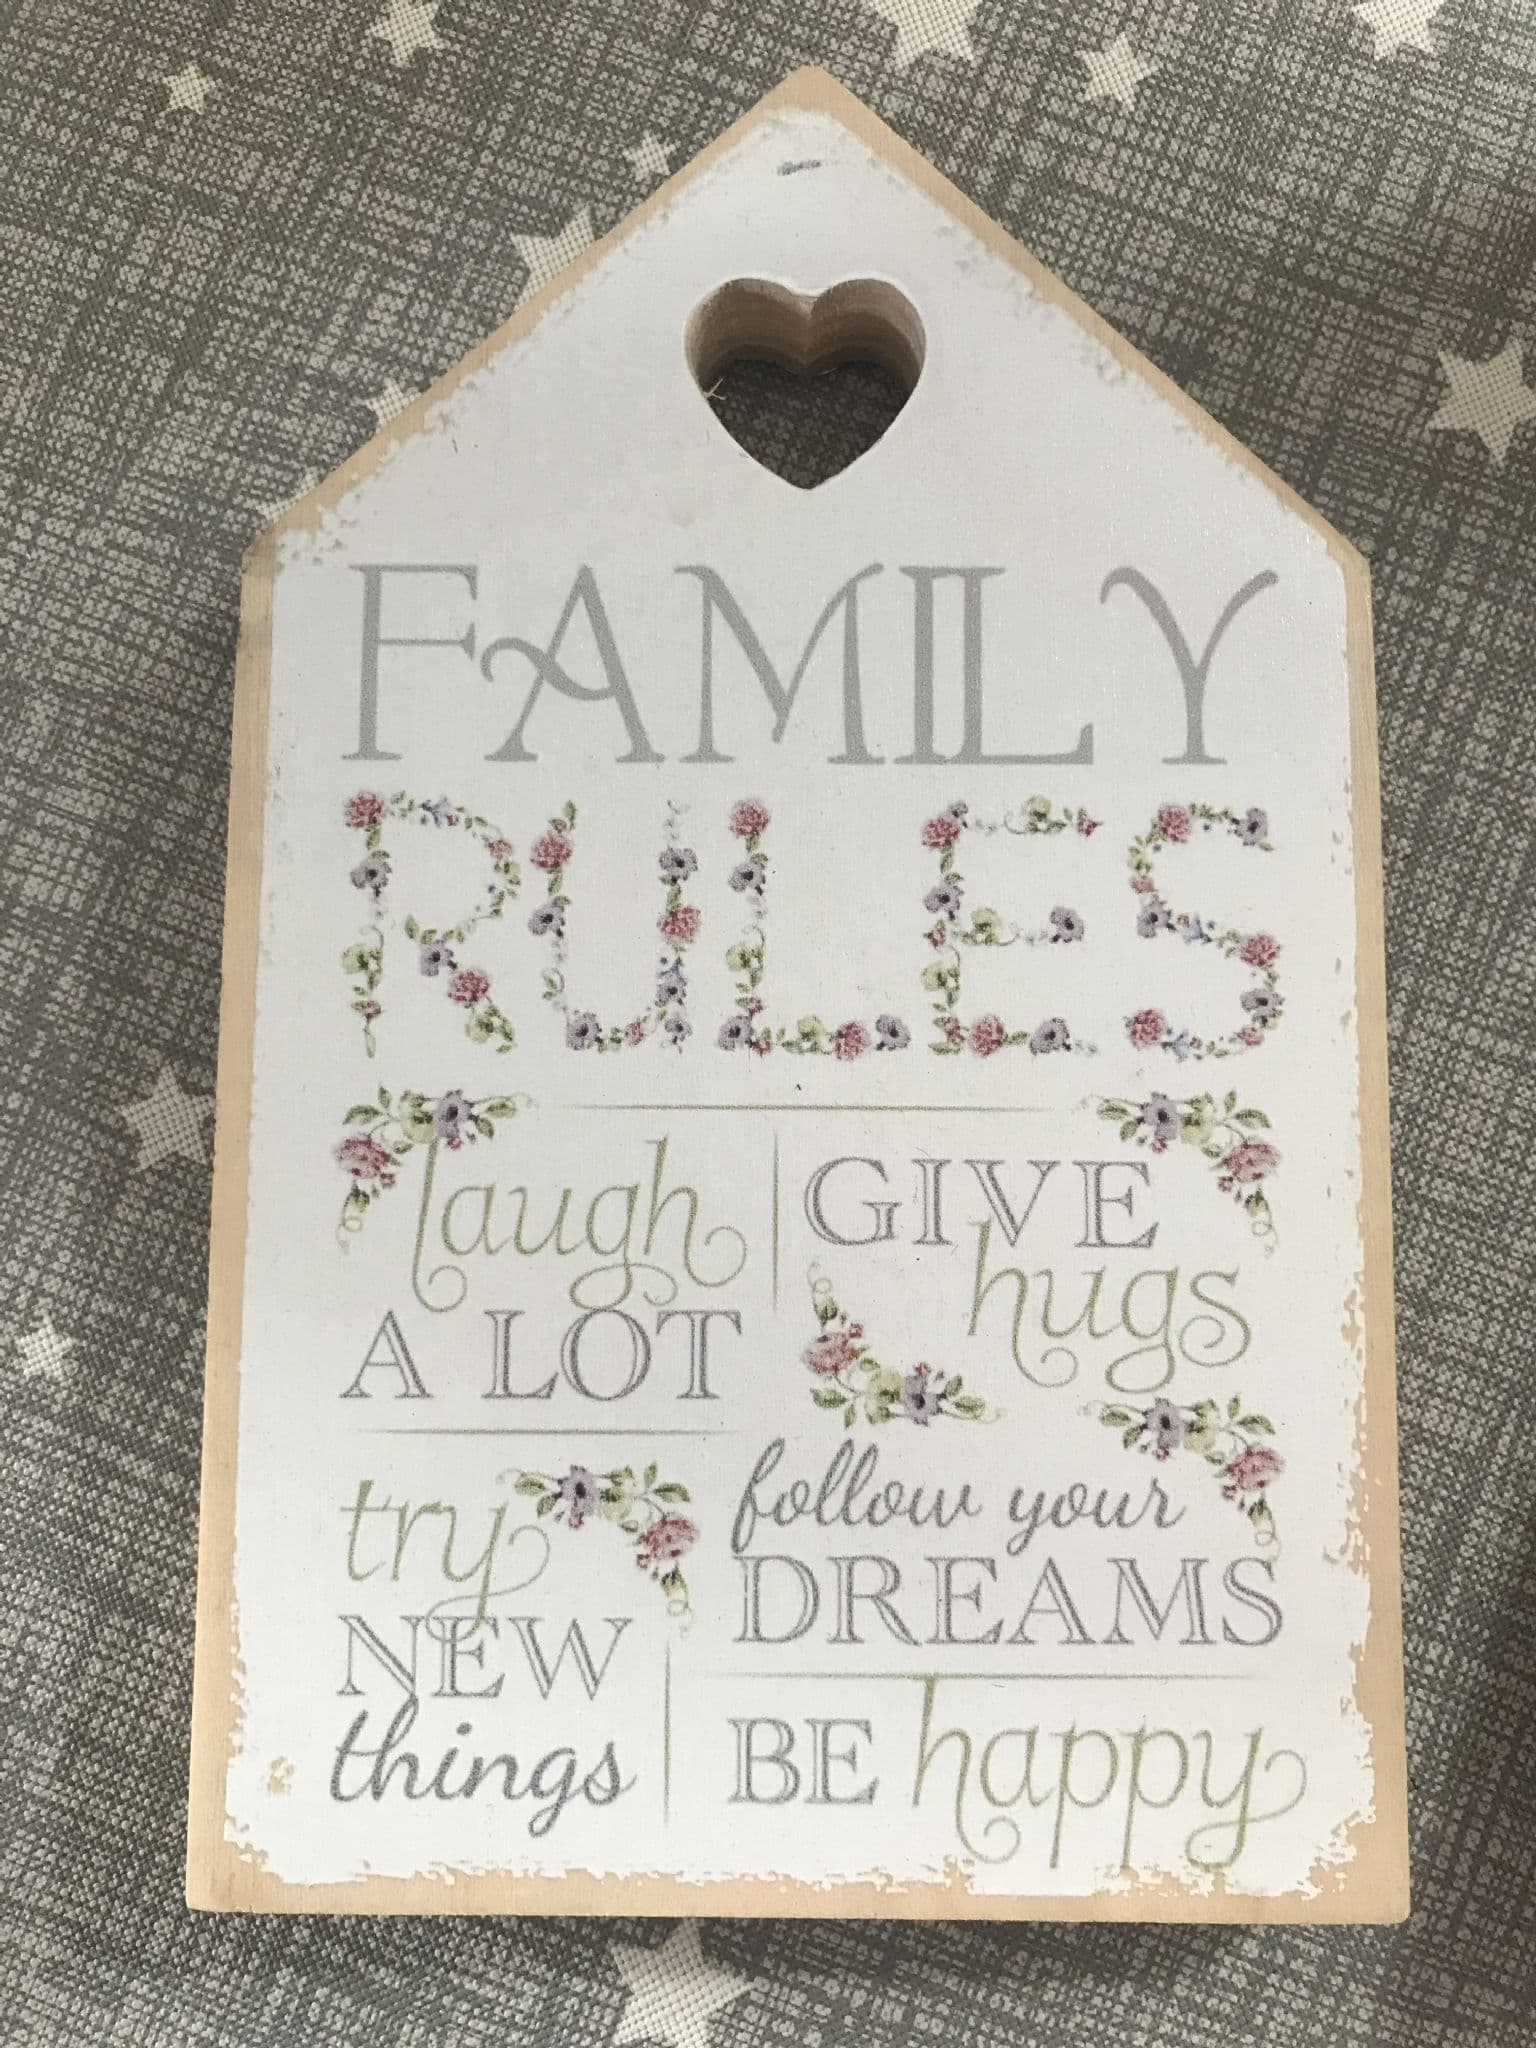 FAMILY
RULES
laugh
A LOT
GIVE
hugs
try
NEW
things
follow your
DREAMS
BE happy